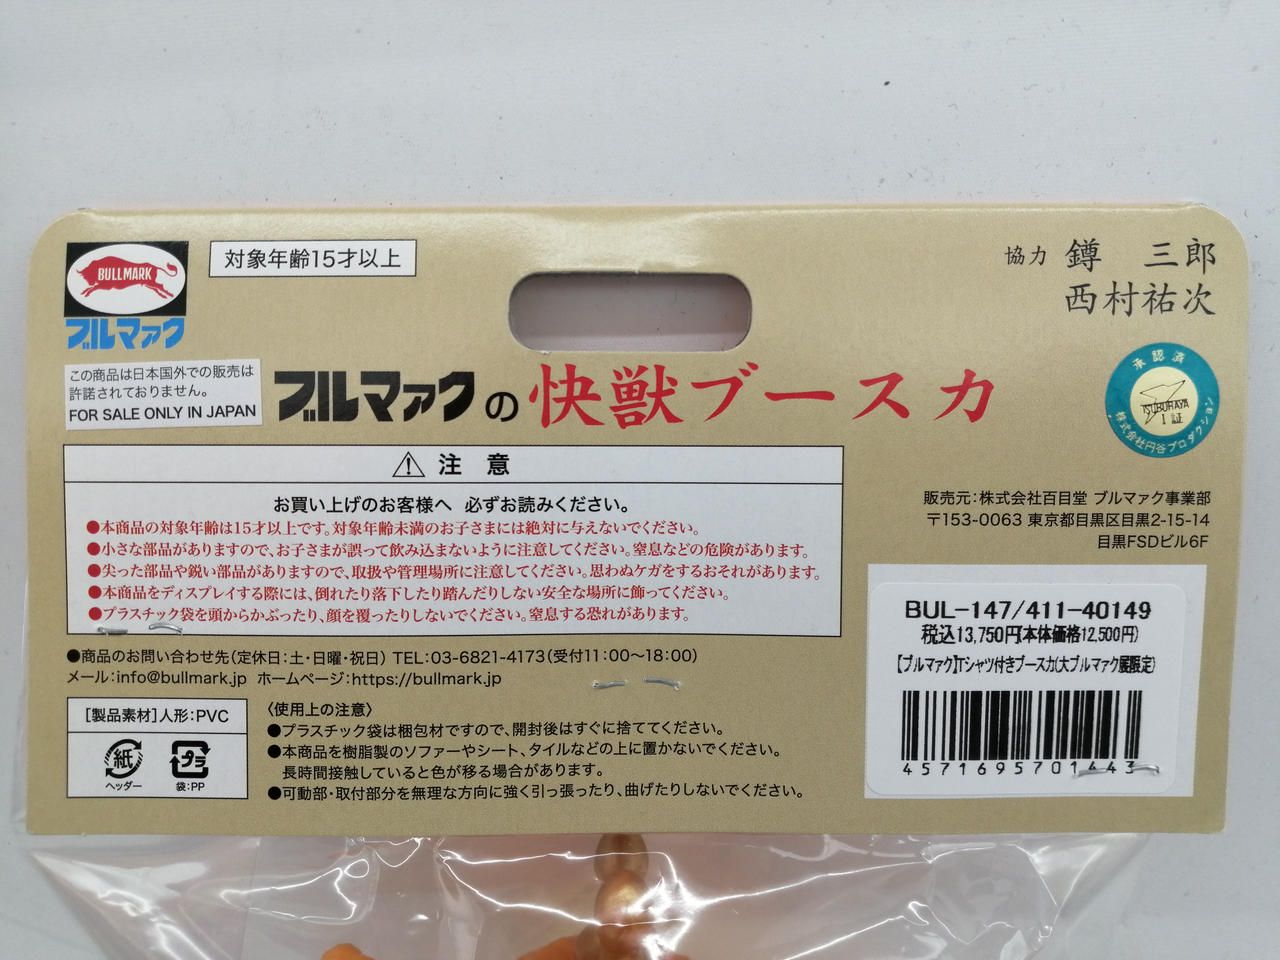 BULLMARK
ブルマァク
対象年齢15才以上
協力 鐏 三郎
西村祐次
この商品は日本国外での販売は
許諾されておりません。
FOR SALE ONLY IN JAPAN
ブルマァクの快獣ブースカ
承認済
TSUBURAYA
証
株式会社円谷プロダクション
⚠注 意
お買い上げのお客様へ 必ずお読みください。
●本商品の対象年齢は15才以上です。対象年齢未満のお子さまには絶対に与えないでください。
●小さな部品がありますので、お子さまが誤って飲み込まないように注意してください。窒息などの危険があります。
●尖った部品や鋭い部品がありますので、取扱や管理場所に注意してください。思わぬケガをするおそれがあります。
●本商品をディスプレイする際には、倒れたり落下したり踏んだりしない安全な場所に飾ってください。
●プラスチック袋を頭からかぶったり、顔を覆ったりしないでください。窒息する恐れがあります。
販売元:株式会社百目堂 ブルマァク事業部
〒153-0063 東京都目黒区目黒2-15-14
目黒FSDビル6F
●商品のお問い合わせ先(定休日:土・日曜・祝日) TEL:03-6821-4173(受付11:00〜18:00)
メール:info@bullmark.jp ホームページ:https://bullmark.jp
[製品素材]人形:PVC
紙
ヘッダー
プラ
袋:PP
〈使用上の注意〉
●プラスチック袋は梱包材ですので、開封後はすぐに捨ててください。
●本商品を樹脂製のソファーやシート、タイルなどの上に置かないでください。
長時間接触していると色が移る場合があります。
●可動部・取付部分を無理な方向に強く引っ張ったり、曲げたりしないでください。
BUL-147/411-40149
税込13,750円(本体価格12,500円)
【ブルマァク】Tシャツ付きブースカ(大ブルマァク展限定)
4571695701443